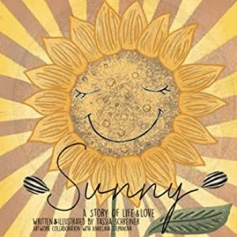 Sunny
A STORY OF LIFE & LOVE
WRITTEN & ILLUSTRATED BY TASSIA SCHREINER
ARTWORK COLLABORATION WITH